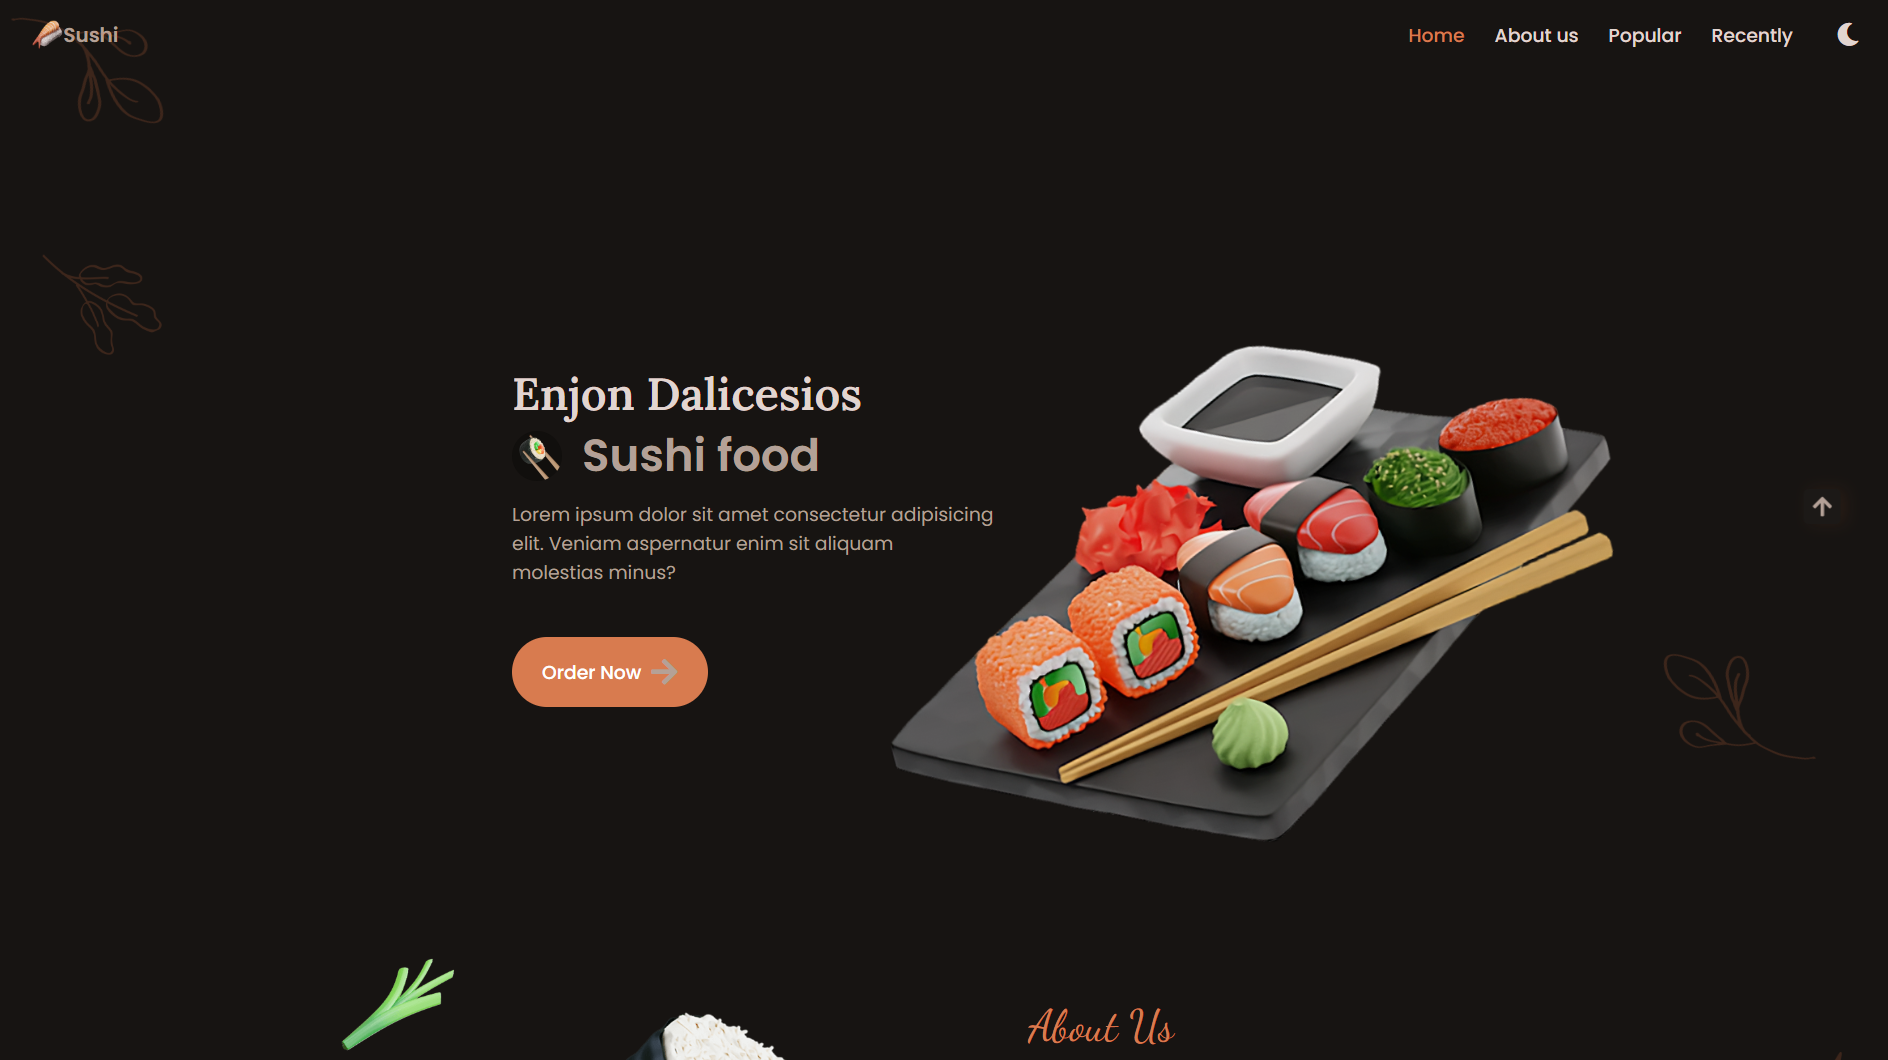 Sushi
Home About us Popular Recently
Enjon Dalicesios
Sushi food
Lorem ipsum dolor sit amet consectetur adipisicing
elit. Veniam aspernatur enim sit aliquam
molestias minus?
Order Now
About Us